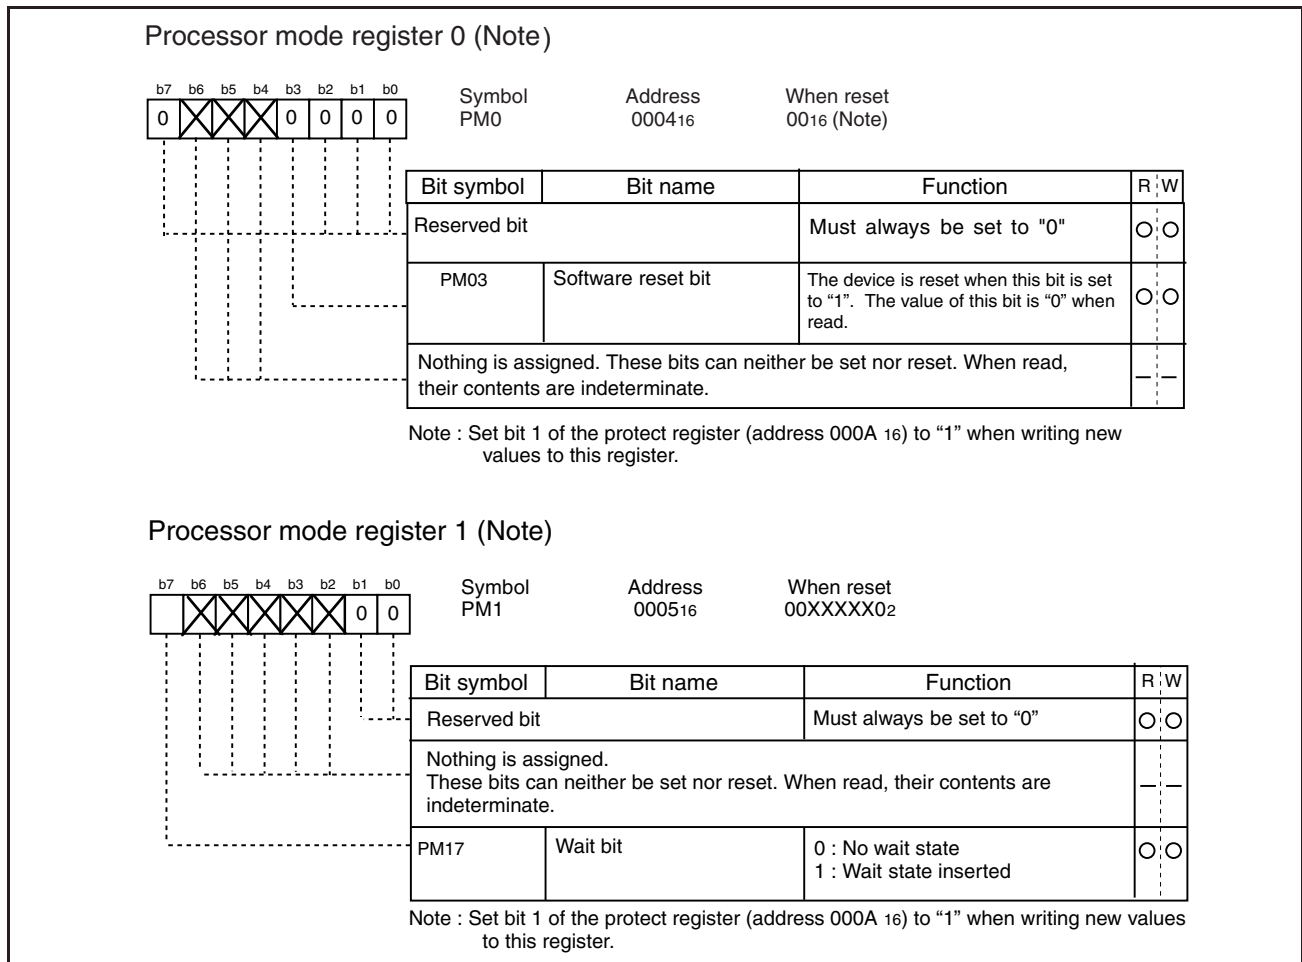 Processor mode register 0 (Note)
b7 b6 b5 b4 b3 b2 b1 b0
0 0 0 0 0
Symbol Address When reset
PM0 000416 0016 (Note)
Bit symbol Bit name Function R W
Reserved bit Must always be set to "0"
PM03 Software reset bit The device is reset when this bit is set
to “1”. The value of this bit is “0” when
read.
Nothing is assigned. These bits can neither be set nor reset. When read,
their contents are indeterminate.
Note : Set bit 1 of the protect register (address 000A 16) to “1” when writing new
values to this register.
Processor mode register 1 (Note)
b7 b6 b5 b4 b3 b2 b1 b0
0 0
Symbol Address When reset
PM1 000516 00XXXXX02
Bit symbol Bit name Function R W
Reserved bit Must always be set to “0”
Nothing is assigned.
These bits can neither be set nor reset. When read, their contents are
indeterminate.
PM17 Wait bit 0 : No wait state
1 : Wait state inserted
Note : Set bit 1 of the protect register (address 000A 16) to “1” when writing new values
to this register.